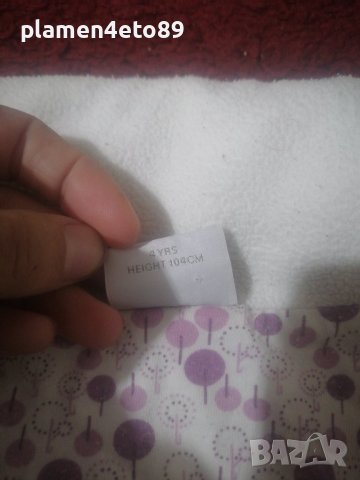 plamen4eto89
4 YRS
HEIGHT 104CM
BAZAR